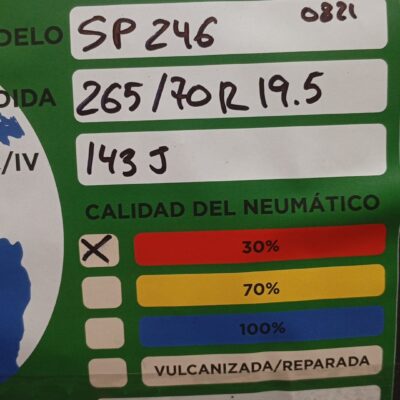 DELO SP 246 0821
DIDA 265/70R19.5
/IV 143 J
CALIDAD DEL NEUMÁTICO
X 30%
70%
100%
VULCANIZADA/REPARADA